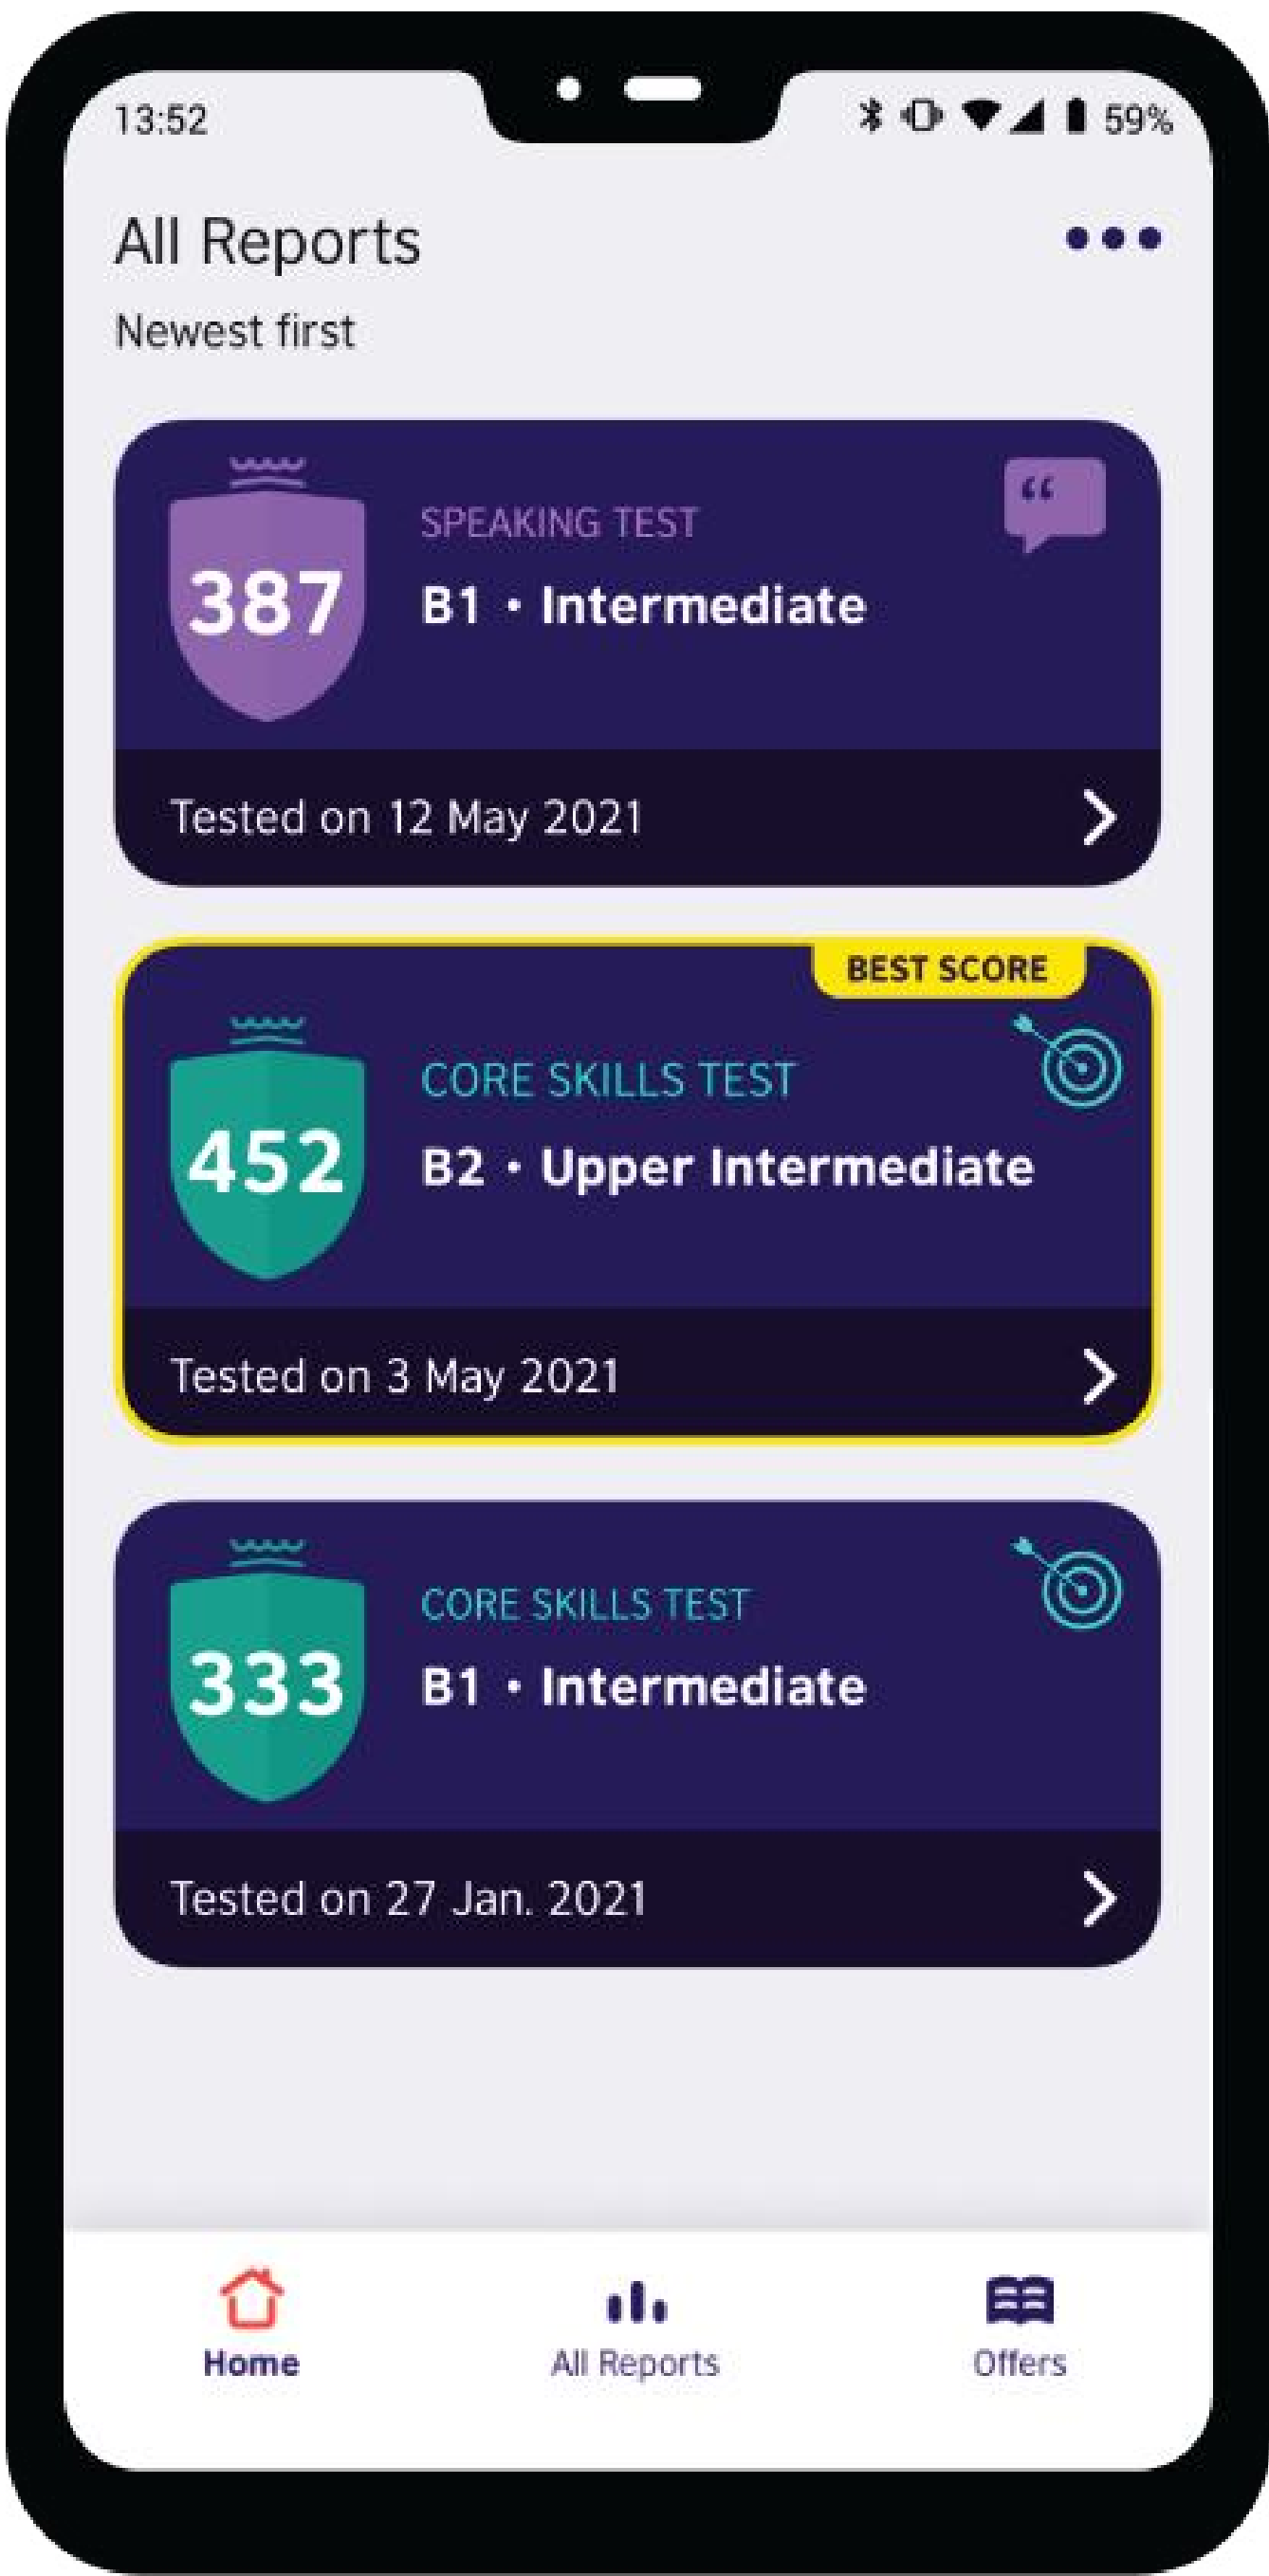 13:52 59%
All Reports
Newest first
“
SPEAKING TEST
387
B1 • Intermediate
Tested on 12 May 2021
BEST SCORE
CORE SKILLS TEST
452
B2 • Upper Intermediate
Tested on 3 May 2021
CORE SKILLS TEST
333
B1 • Intermediate
Tested on 27 Jan. 2021
Home All Reports Offers